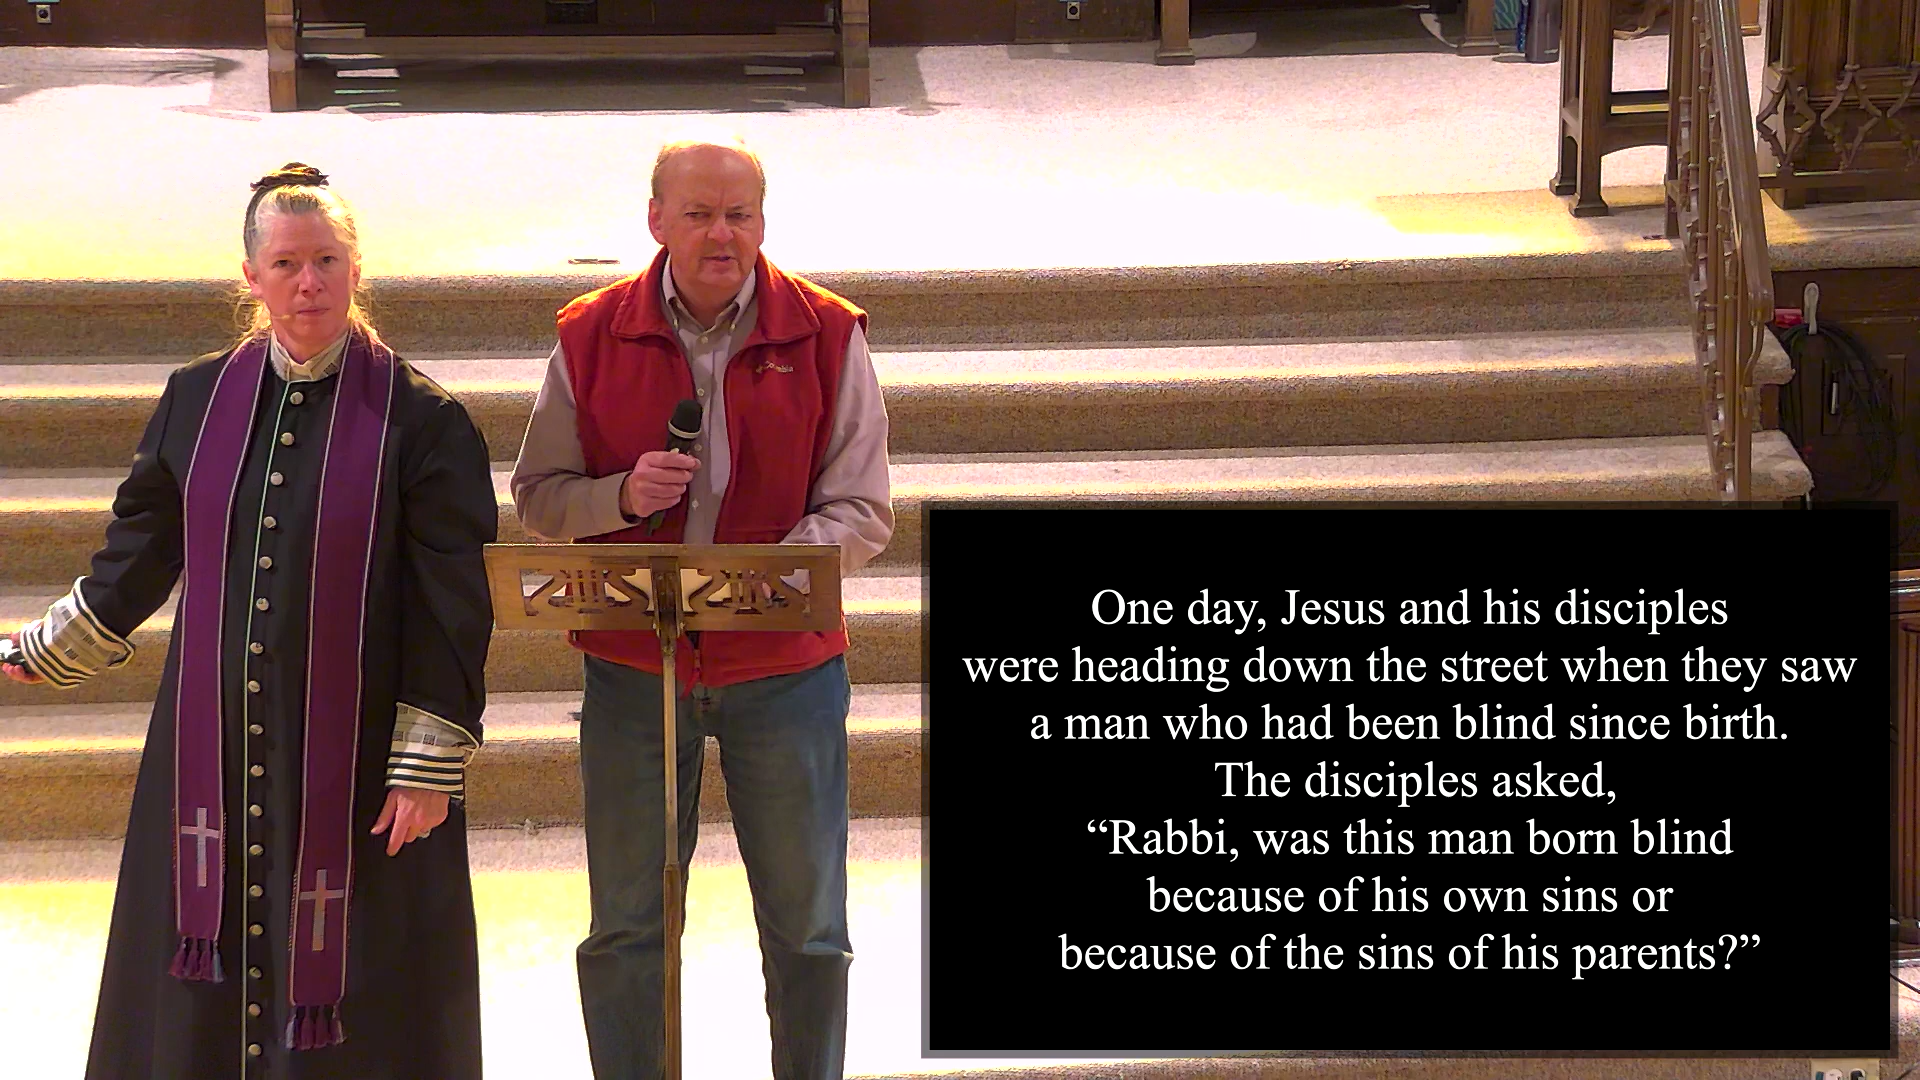 Columbia
One day, Jesus and his disciples
were heading down the street when they saw
a man who had been blind since birth.
The disciples asked,
“Rabbi, was this man born blind
because of his own sins or
because of the sins of his parents?”